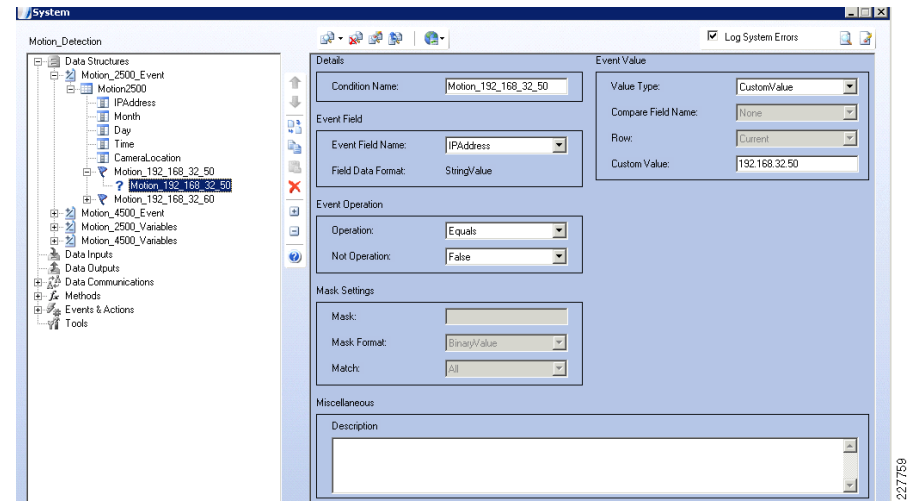 System
Motion_Detection
Log System Errors
Data Structures
Motion_2500_Event
Motion2500
IPAddress
Month
Day
Time
CameraLocation
Motion_192_168_32_50
? Motion_192_168_32_50
Motion_192_168_32_60
Motion_4500_Event
Motion_2500_Variables
Motion_4500_Variables
Data Inputs
Data Outputs
Data Communications
Methods
Events & Actions
Tools
Details
Condition Name: Motion_192_168_32_50
Event Field
Event Field Name: IPAddress
Field Data Format: StringValue
Event Operation
Operation: Equals
Not Operation: False
Mask Settings
Mask:
Mask Format: BinaryValue
Match: All
Miscellaneous
Description
Event Value
Value Type: CustomValue
Compare Field Name: None
Row: Current
Custom Value: 192.168.32.50
227759